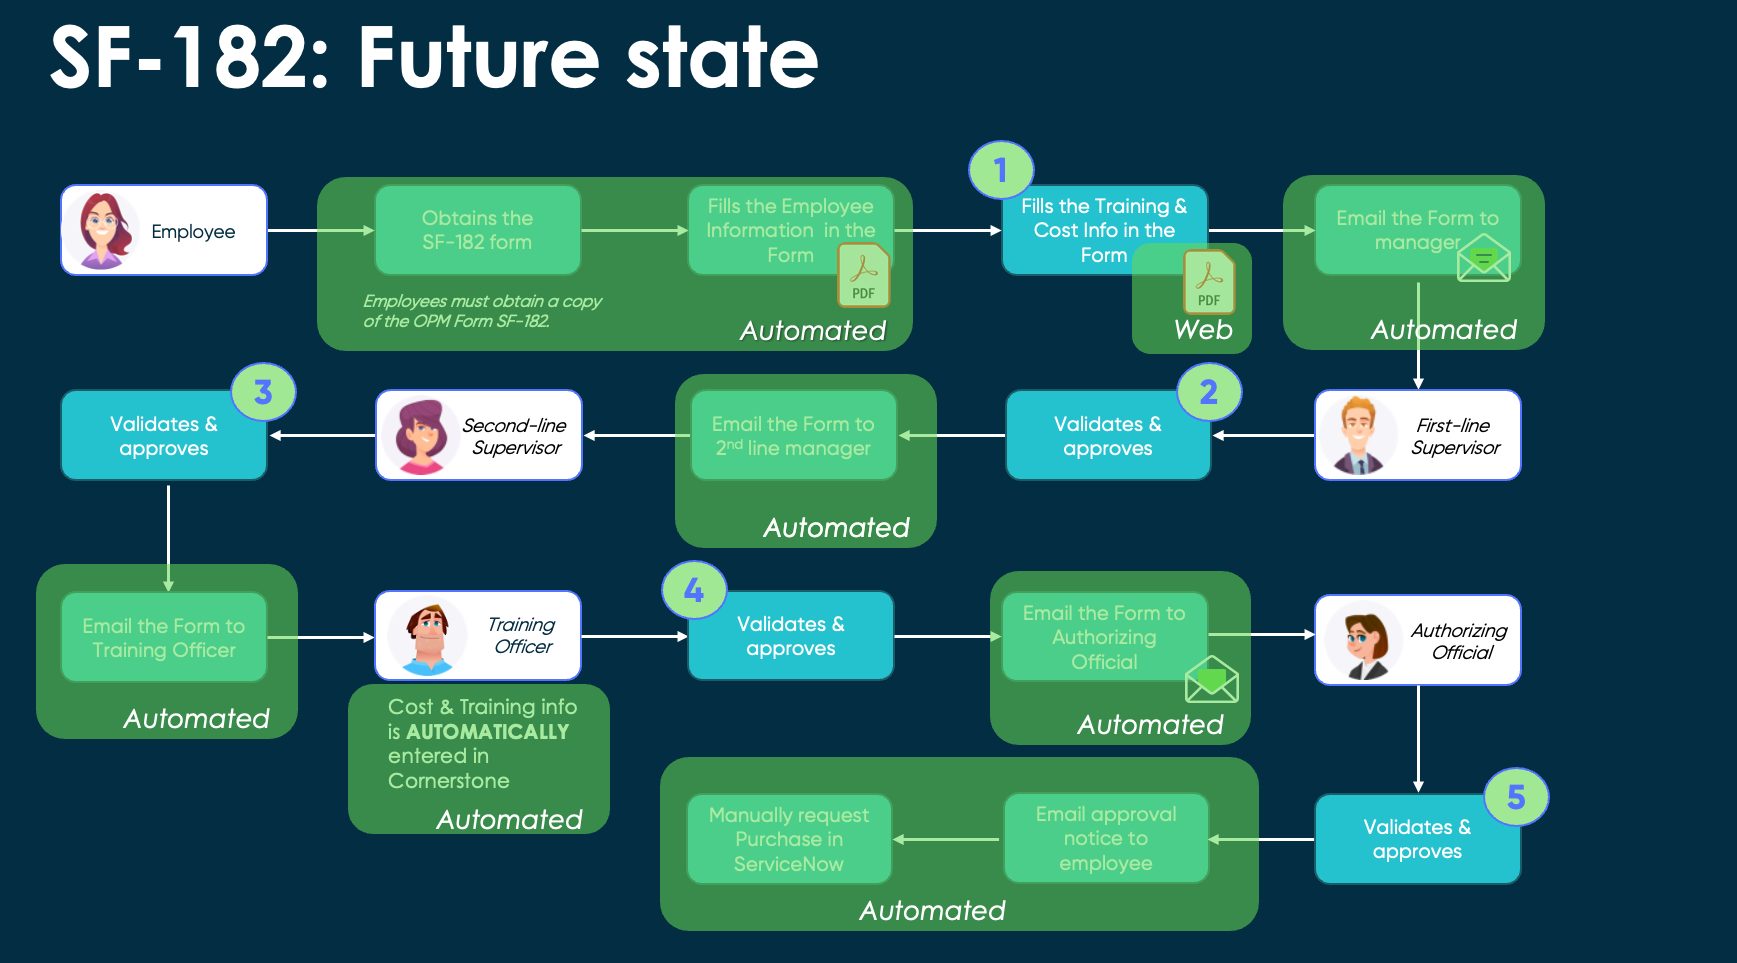 SF-182: Future state
Employee
Obtains the
SF-182 form
Employees must obtain a copy
of the OPM Form SF-182.
Fills the Employee
Information in the
Form
PDF
Automated
1
Fills the Training &
Cost Info in the
Form
PDF
Web
Email the Form to
manager
Automated
First-line
Supervisor
2
Validates &
approves
Email the Form to
2nd line manager
Automated
Second-line
Supervisor
3
Validates &
approves
Email the Form to
Training Officer
Automated
Training
Officer
Cost & Training info
is AUTOMATICALLY
entered in
Cornerstone
Automated
4
Validates &
approves
Email the Form to
Authorizing
Official
Automated
Authorizing
Official
5
Validates &
approves
Email approval
notice to
employee
Manually request
Purchase in
ServiceNow
Automated